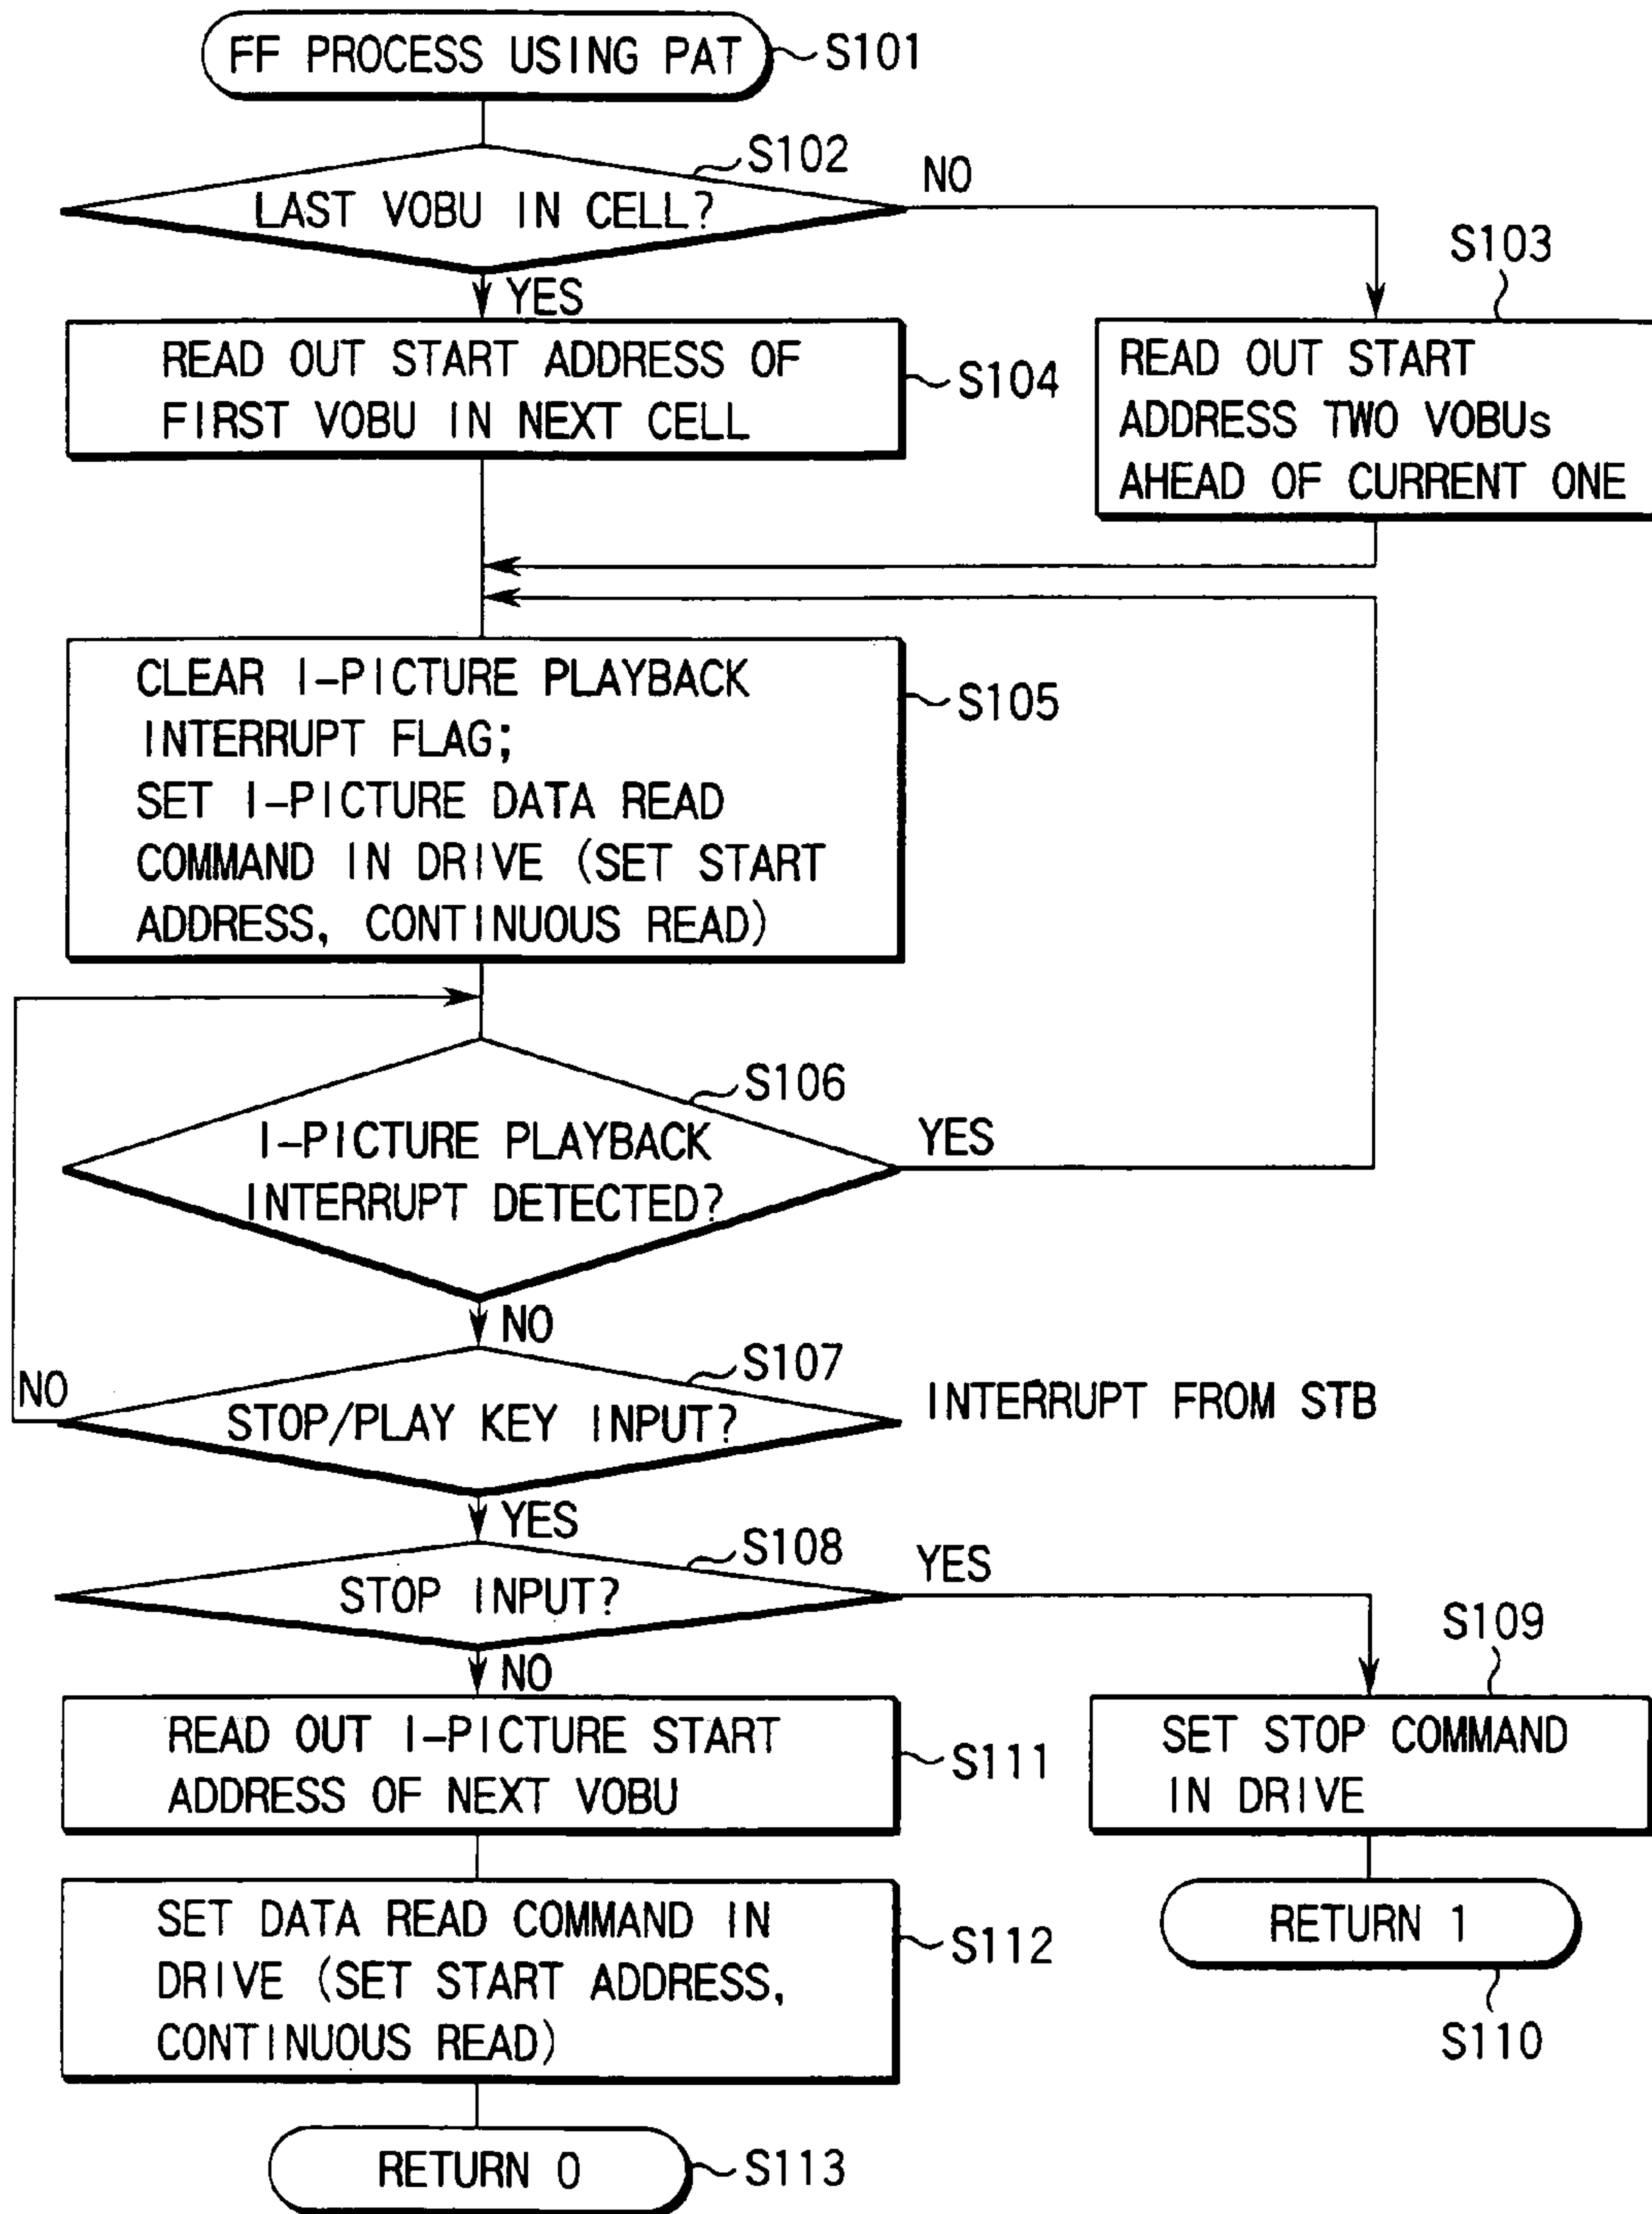 FF PROCESS USING PAT
S101
S102
LAST VOBU IN CELL?
NO
YES
S103
READ OUT START ADDRESS OF
FIRST VOBU IN NEXT CELL
S104
READ OUT START
ADDRESS TWO VOBUs
AHEAD OF CURRENT ONE
CLEAR I-PICTURE PLAYBACK
INTERRUPT FLAG;
SET I-PICTURE DATA READ
COMMAND IN DRIVE (SET START
ADDRESS, CONTINUOUS READ)
S105
S106
I-PICTURE PLAYBACK
INTERRUPT DETECTED?
YES
NO
S107
NO
STOP/PLAY KEY INPUT?
INTERRUPT FROM STB
YES
S108
STOP INPUT?
YES
NO
S109
READ OUT I-PICTURE START
ADDRESS OF NEXT VOBU
S111
SET STOP COMMAND
IN DRIVE
SET DATA READ COMMAND IN
DRIVE (SET START ADDRESS,
CONTINUOUS READ)
S112
RETURN 1
S110
RETURN 0
S113